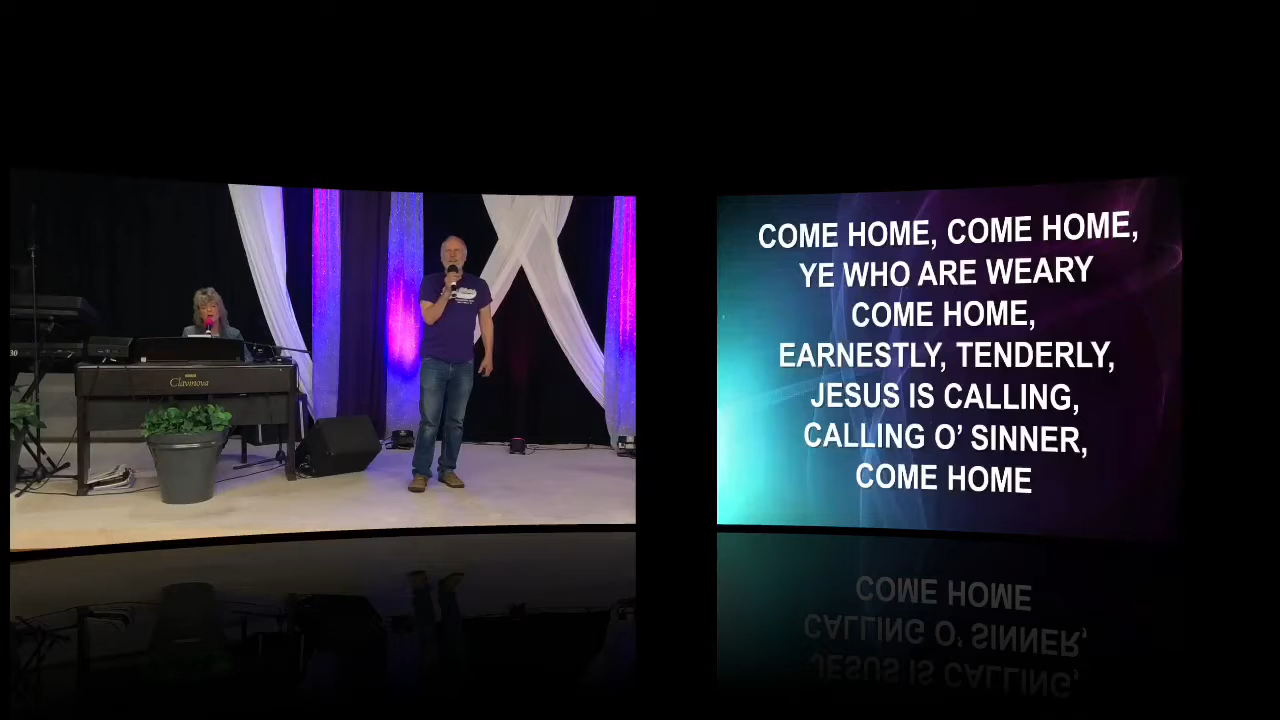 Clavinova
COME HOME, COME HOME,
YE WHO ARE WEARY
COME HOME,
EARNESTLY, TENDERLY,
JESUS IS CALLING,
CALLING O’ SINNER,
COME HOME